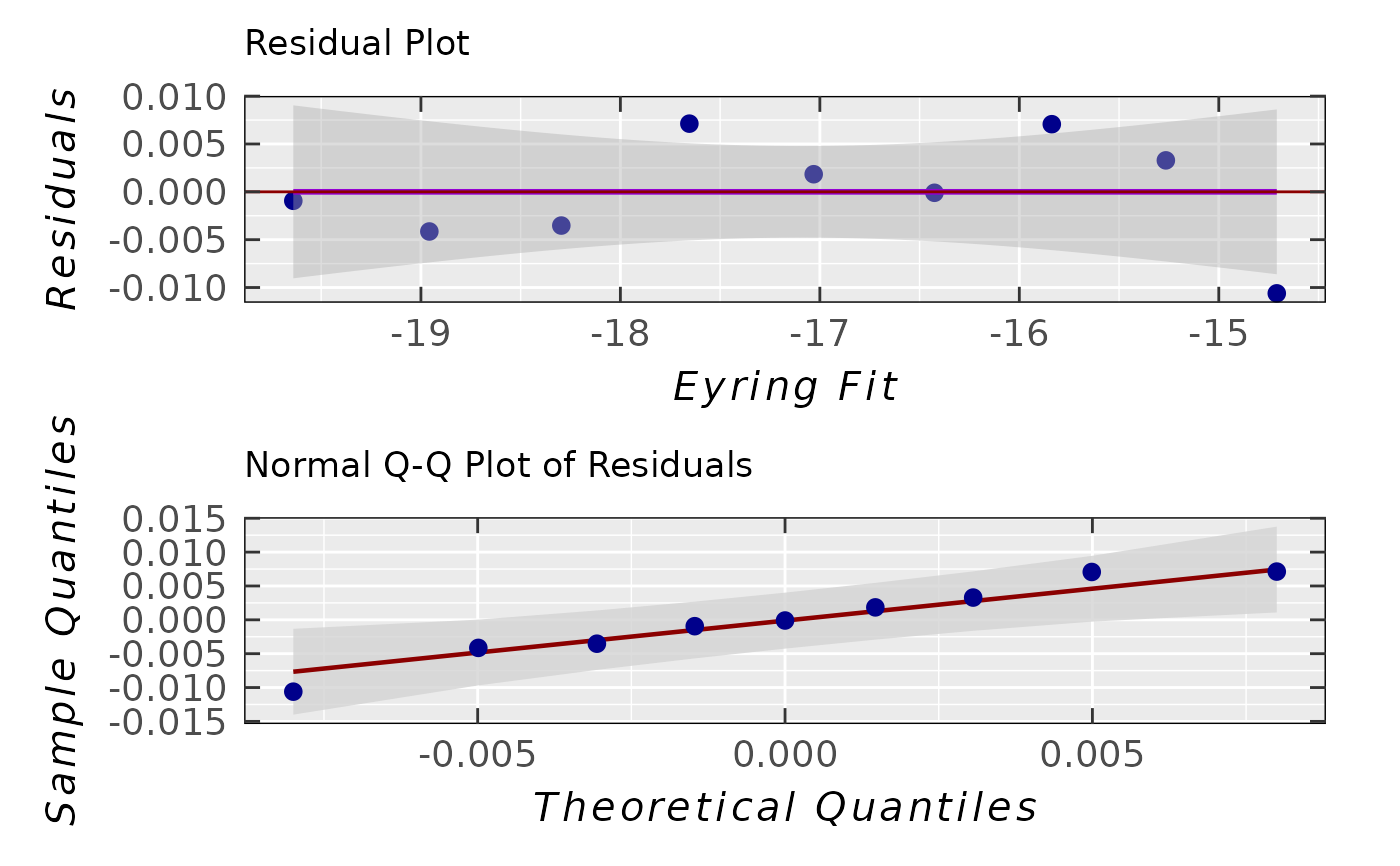 Residual Plot
Residuals
0.010
0.005
0.000
-0.005
-0.010
-19 -18 -17 -16 -15
Eyring Fit
Normal Q-Q Plot of Residuals
Sample Quantiles
0.015
0.010
0.005
0.000
-0.005
-0.010
-0.015
-0.005 0.000 0.005
Theoretical Quantiles